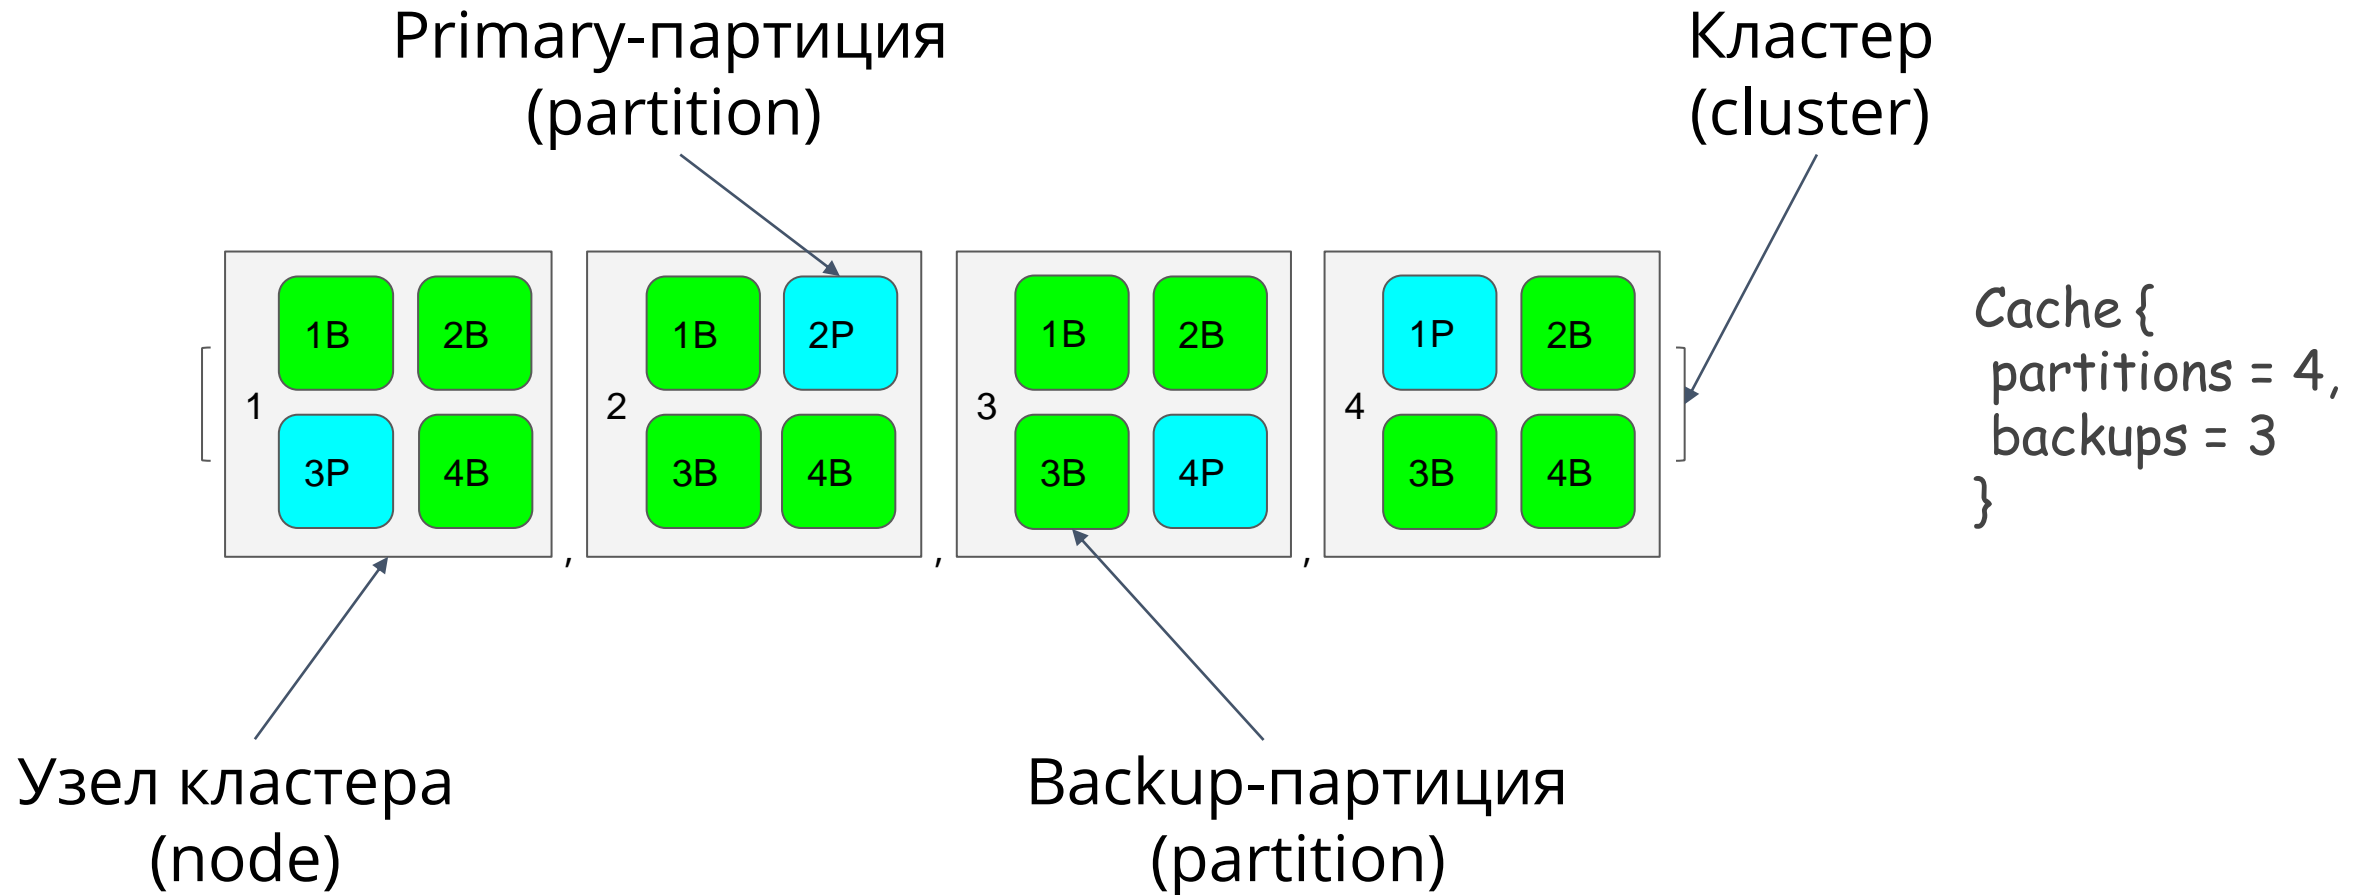 Primary-партиция
(partition)
Кластер
(cluster)
1B 2B
1
3P 4B
,
1B 2P
2
3B 4B
,
1B 2B
3
3B 4P
,
1P 2B
4
3B 4B
Cache {
partitions = 4,
backups = 3
}
Узел кластера
(node)
Backup-партиция
(partition)